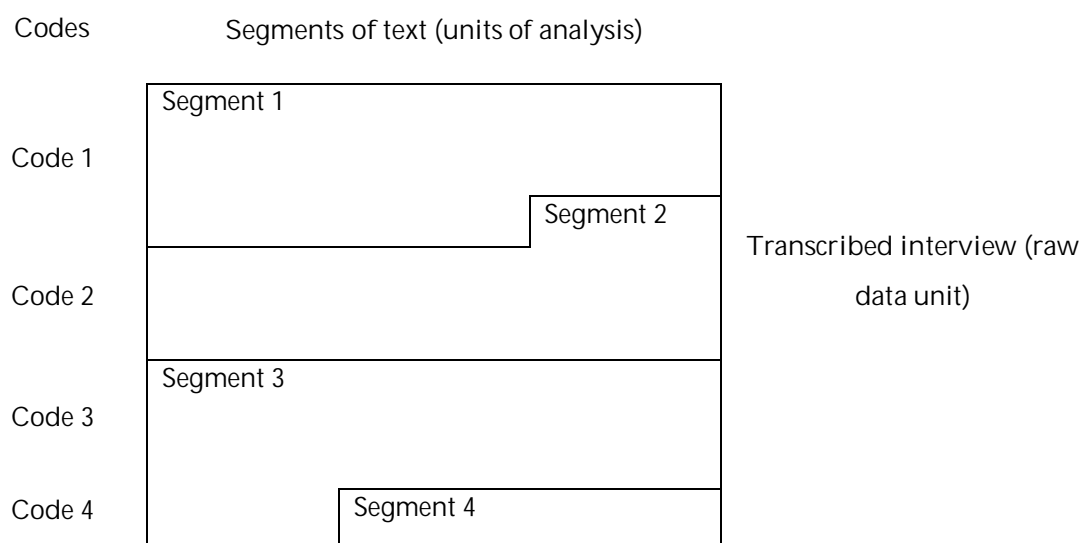 Codes
Segments of text (units of analysis)
Segment 1
Code 1
Segment 2
Transcribed interview (raw
data unit)
Code 2
Segment 3
Code 3
Code 4
Segment 4